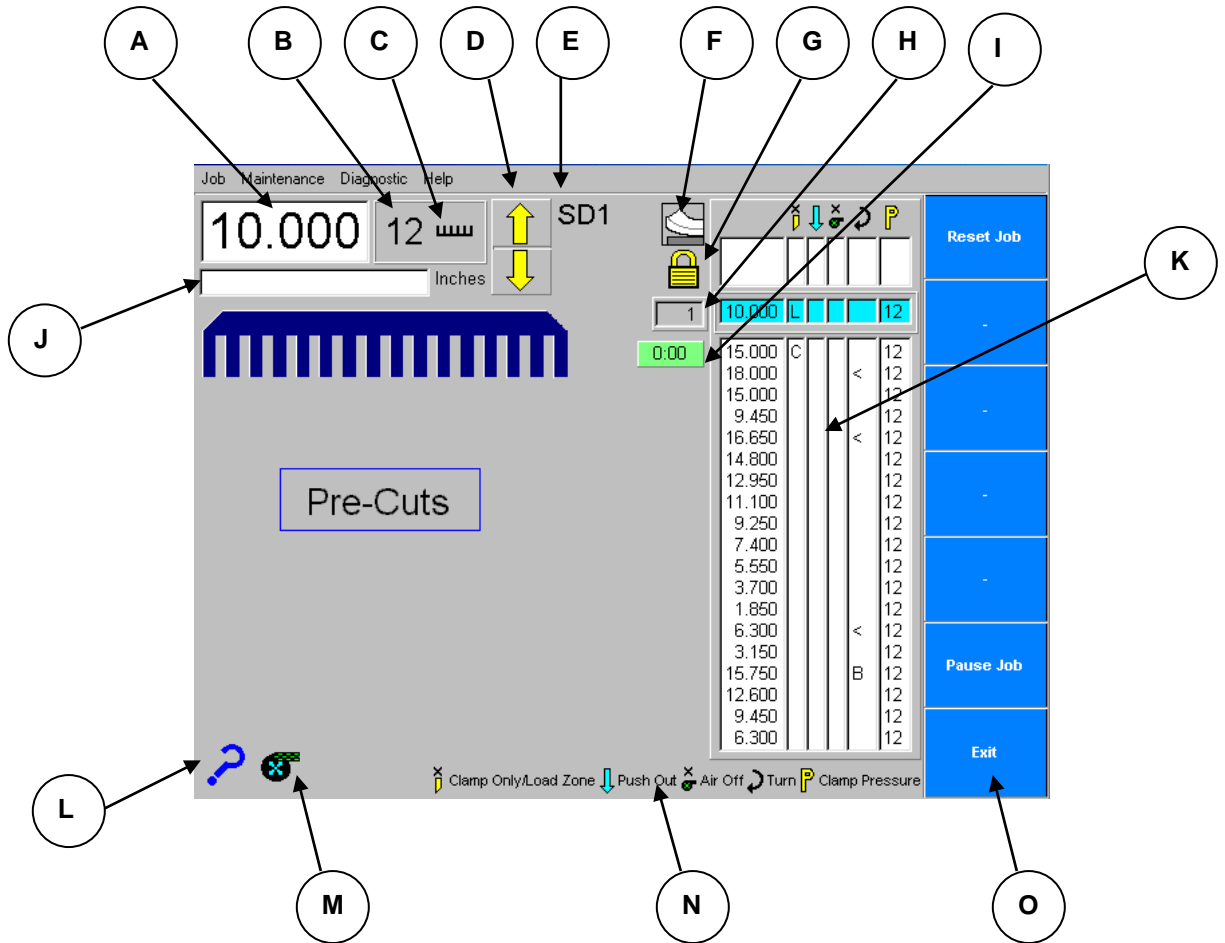 A B C D E F G H I
Job Maintenance Diagnostic Help
10.000 12 SD1
Inches
P
Reset Job
K
J
1
10.000 L 12
-
0:00
15.000 C 12
18.000 < 12
15.000 12
9.450 12
-
16.650 < 12
14.800 12
12.950 12
Pre-Cuts
11.100 12
-
9.250 12
7.400 12
5.550 12
3.700 12
-
1.850 12
6.300 < 12
3.150 12
Pause Job
15.750 B 12
12.600 12
9.450 12
6.300 12
Exit
Clamp Only/Load Zone Push Out Air Off Turn P Clamp Pressure
L
M N O